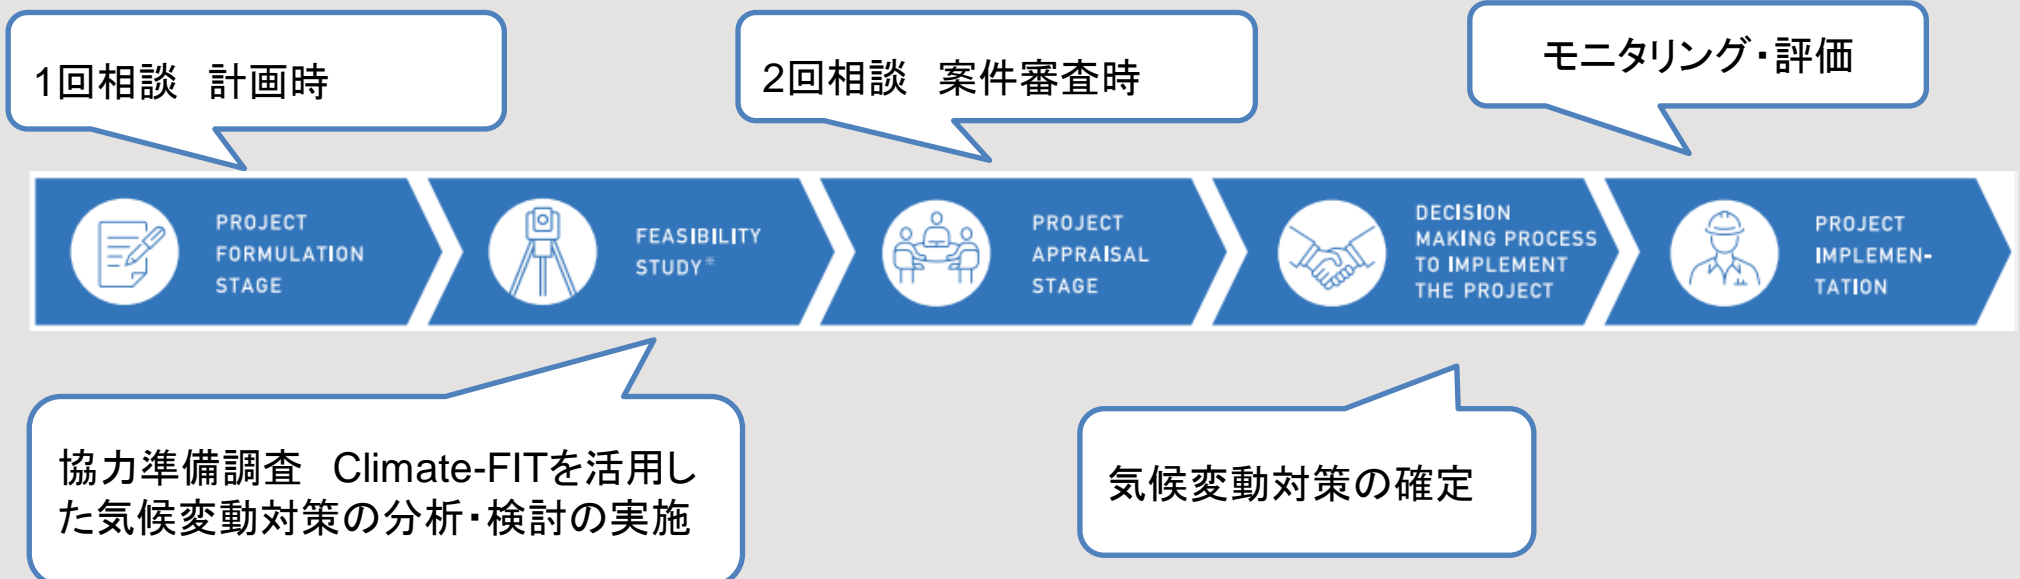 1回相談　計画時
2回相談　案件審査時
モニタリング・評価
PROJECT
FORMULATION
STAGE
FEASIBILITY
STUDY※
PROJECT
APPRAISAL
STAGE
DECISION
MAKING PROCESS
TO IMPLEMENT
THE PROJECT
PROJECT
IMPLEMEN-
TATION
協力準備調査　Climate-FITを活用し
た気候変動対策の分析・検討の実施
気候変動対策の確定